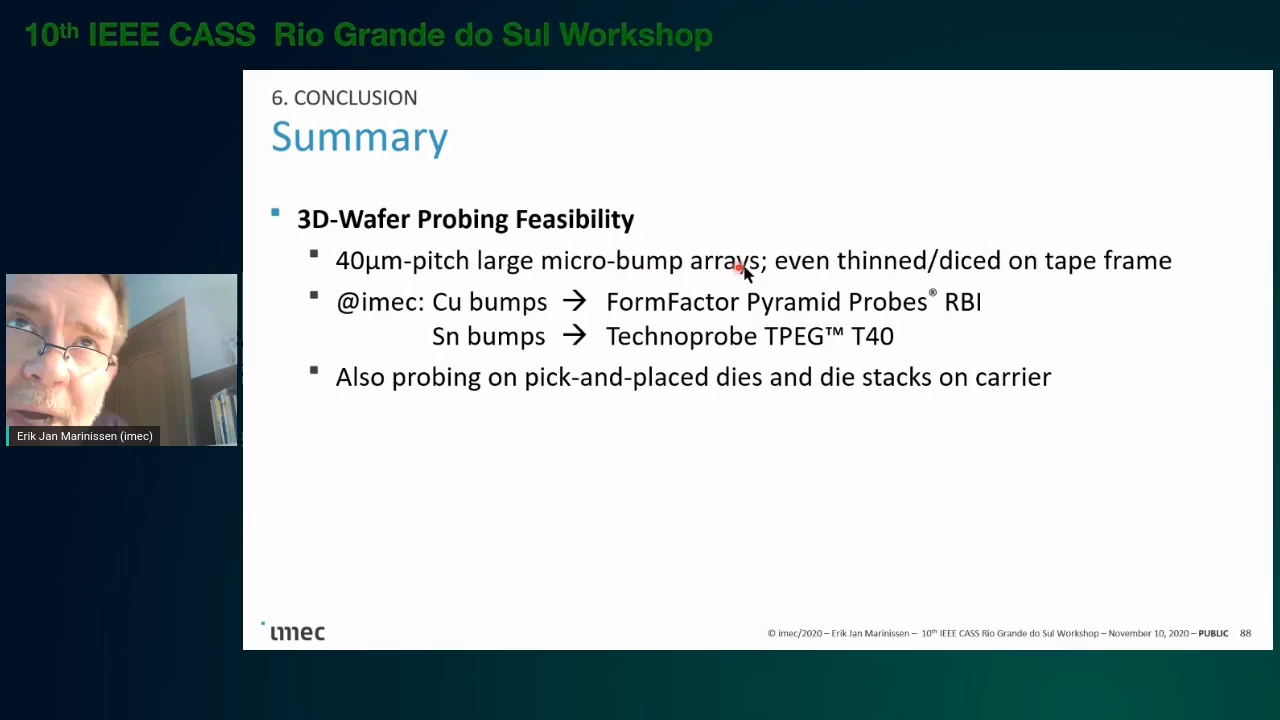 10th IEEE CASS Rio Grande do Sul Workshop
6. CONCLUSION
Summary
3D-Wafer Probing Feasibility
40µm-pitch large micro-bump arrays; even thinned/diced on tape frame
@imec: Cu bumps → FormFactor Pyramid Probes® RBI
Sn bumps → Technoprobe TPEG™ T40
Also probing on pick-and-placed dies and die stacks on carrier
Erik Jan Marinissen (imec)
imec
© imec/2020 – Erik Jan Marinissen – 10th IEEE CASS Rio Grande do Sul Workshop – November 10, 2020 – PUBLIC 88